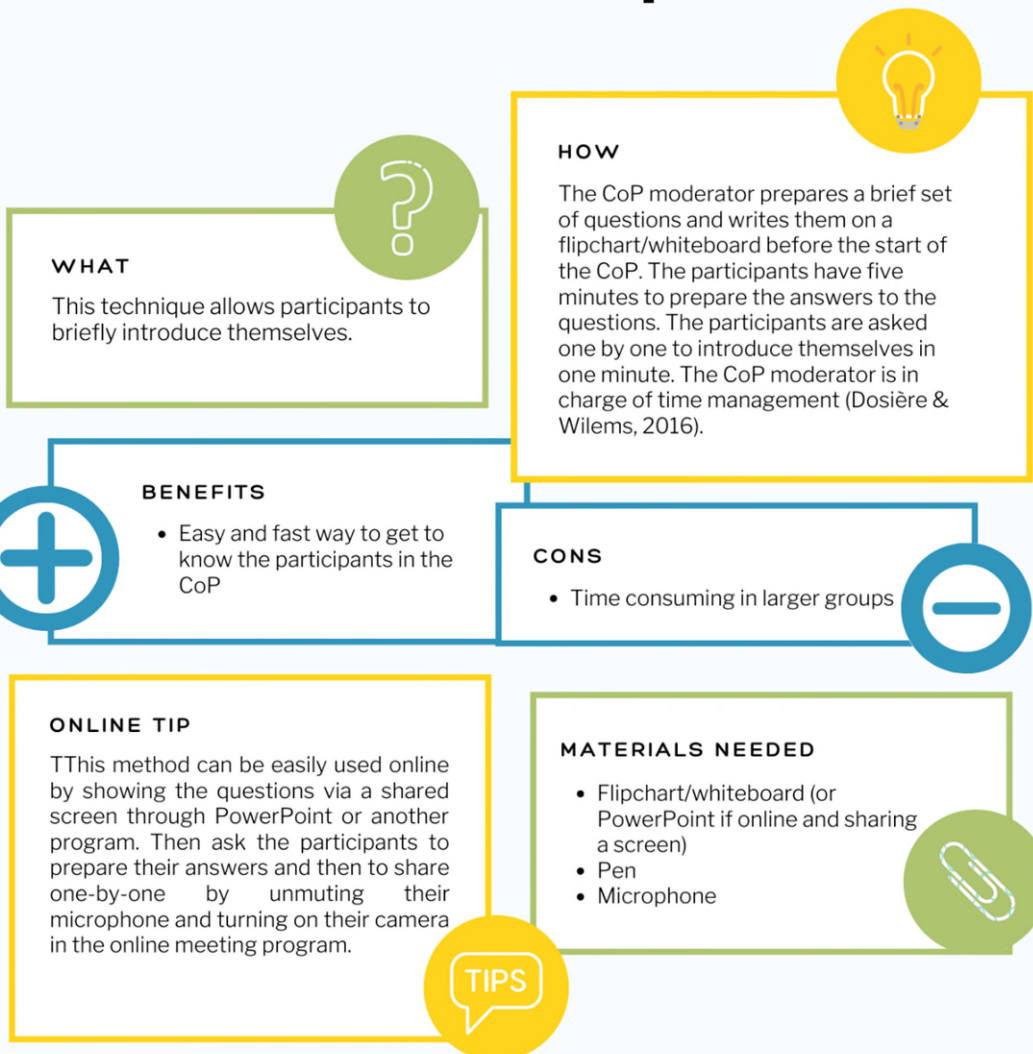 WHAT
This technique allows participants to
briefly introduce themselves.
HOW
The CoP moderator prepares a brief set
of questions and writes them on a
flipchart/whiteboard before the start of
the CoP. The participants have five
minutes to prepare the answers to the
questions. The participants are asked
one by one to introduce themselves in
one minute. The CoP moderator is in
charge of time management (Dosière &
Wilems, 2016).
BENEFITS
• Easy and fast way to get to
know the participants in the
CoP
CONS
• Time consuming in larger groups
ONLINE TIP
TThis method can be easily used online
by showing the questions via a shared
screen through PowerPoint or another
program. Then ask the participants to
prepare their answers and then to share
one-by-one by unmuting their
microphone and turning on their camera
in the online meeting program.
TIPS
MATERIALS NEEDED
• Flipchart/whiteboard (or
PowerPoint if online and sharing
a screen)
• Pen
• Microphone